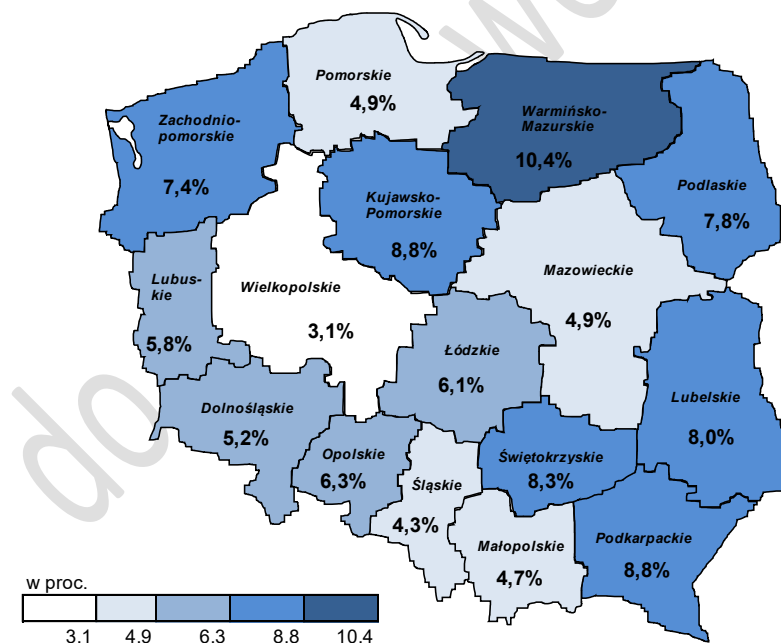 Pomorskie
4,9%
Zachodnio-
pomorskie
7,4%
Warmińsko-
Mazurskie
10,4%
Podlaskie
7,8%
Kujawsko-
Pomorskie
8,8%
Mazowieckie
4,9%
Lubus-
kie
5,8%
Wielkopolskie
3,1%
Łódzkie
6,1%
Lubelskie
8,0%
Dolnośląskie
5,2%
Opolskie
6,3%
Śląskie
4,3%
Świętokrzyskie
8,3%
Małopolskie
4,7%
Podkarpackie
8,8%
w proc.
3.1 4.9 6.3 8.8 10.4